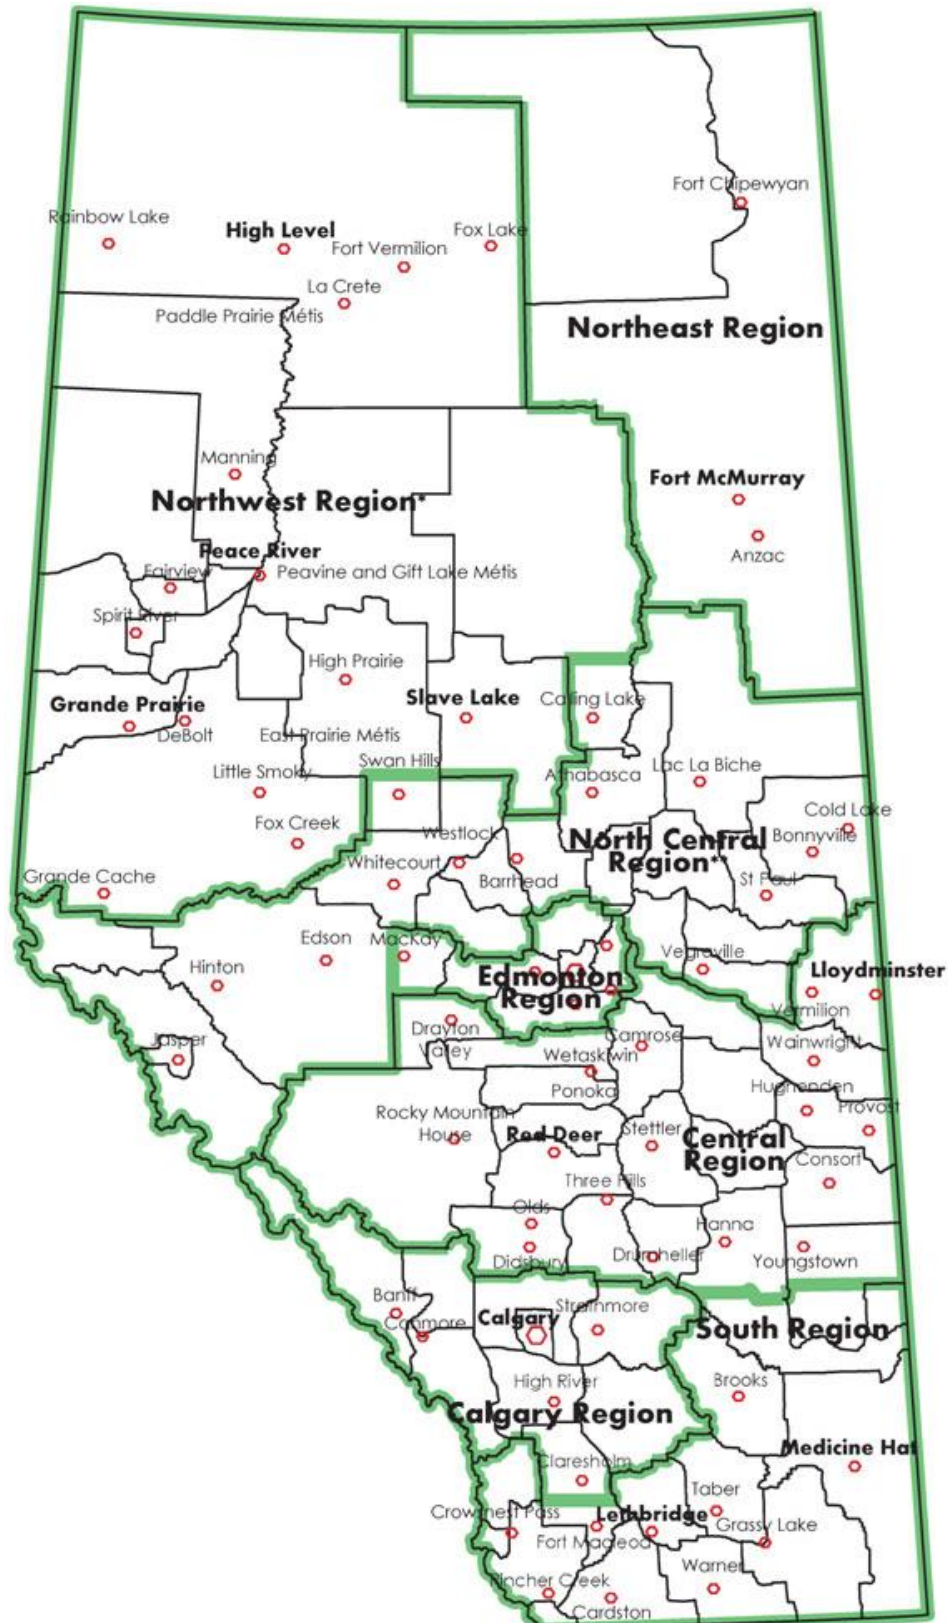 Fort Chipewyan
Rainbow Lake
High Level
Fox Lake
Fort Vermilion
La Crete
Paddle Prairie Métis
Northeast Region
Manning
Fort McMurray
Northwest Region*
Peace River
Anzac
Fairview
Peavine and Gift Lake Métis
Spirit River
High Prairie
Grande Prairie
Slave Lake
Calling Lake
DeBolt
East Prairie Métis
Swan Hills
Little Smoky
Athabasca
Lac La Biche
Fox Creek
Westlock
North Central
Region**
Cold Lake
Bonnyville
Whitecourt
Barrhead
St Paul
Grande Cache
Edson
MacKay
Hinton
Vegreville
Lloydminster
Edmonton
Region
Vermilion
Jasper
Drayton
Valley
Camrose
Wainwright
Wetaskiwin
Ponoka
Hughenden
Provost
Rocky Mountain
House
Red Deer
Stettler
Central
Region
Consort
Three Hills
Olds
Hanna
Didsbury
Drumheller
Youngstown
Banff
Canmore
Calgary
Strathmore
South Region
High River
Brooks
Calgary Region
Medicine Hat
Claresholm
Taber
Crowsnest Pass
Lethbridge
Grassy Lake
Fort Macleod
Warner
Pincher Creek
Cardston